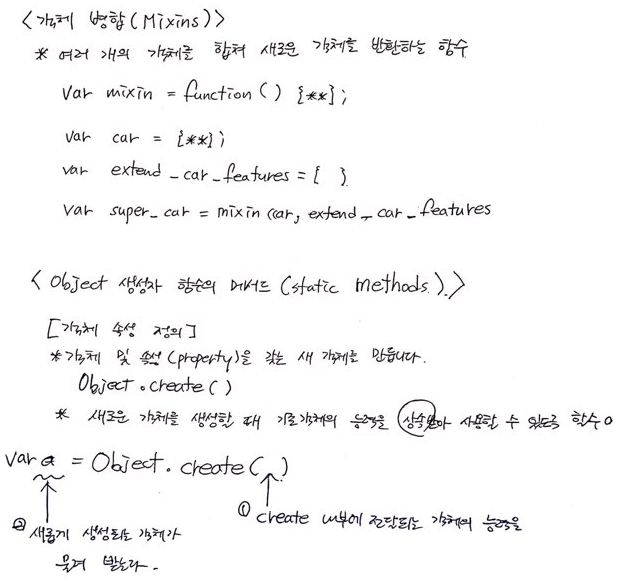 <객체 병합(Mixins)>
* 여러 개의 객체를 합쳐 새로운 객체를 반환하는 함수
Var mixin = function() {**};
Var car = {**};
var extend_car_features = { }
Var super_car = mixin (car, extend_car_features
<Object 생성자 함수의 메서드 (static methods.)>
[객체 속성 정의]
* 객체 및 속성 (property)을 갖는 새 객체를 만듭니다.
Object.create()
* 새로운 객체를 생성할 때 기존객체의 능력을 상속받아 사용할 수 있도록 함수o
var a = Object.create( )
① create 내부에 전달되는 객체의 능력을
② 새롭게 생성되는 객체가
물려 받는다.